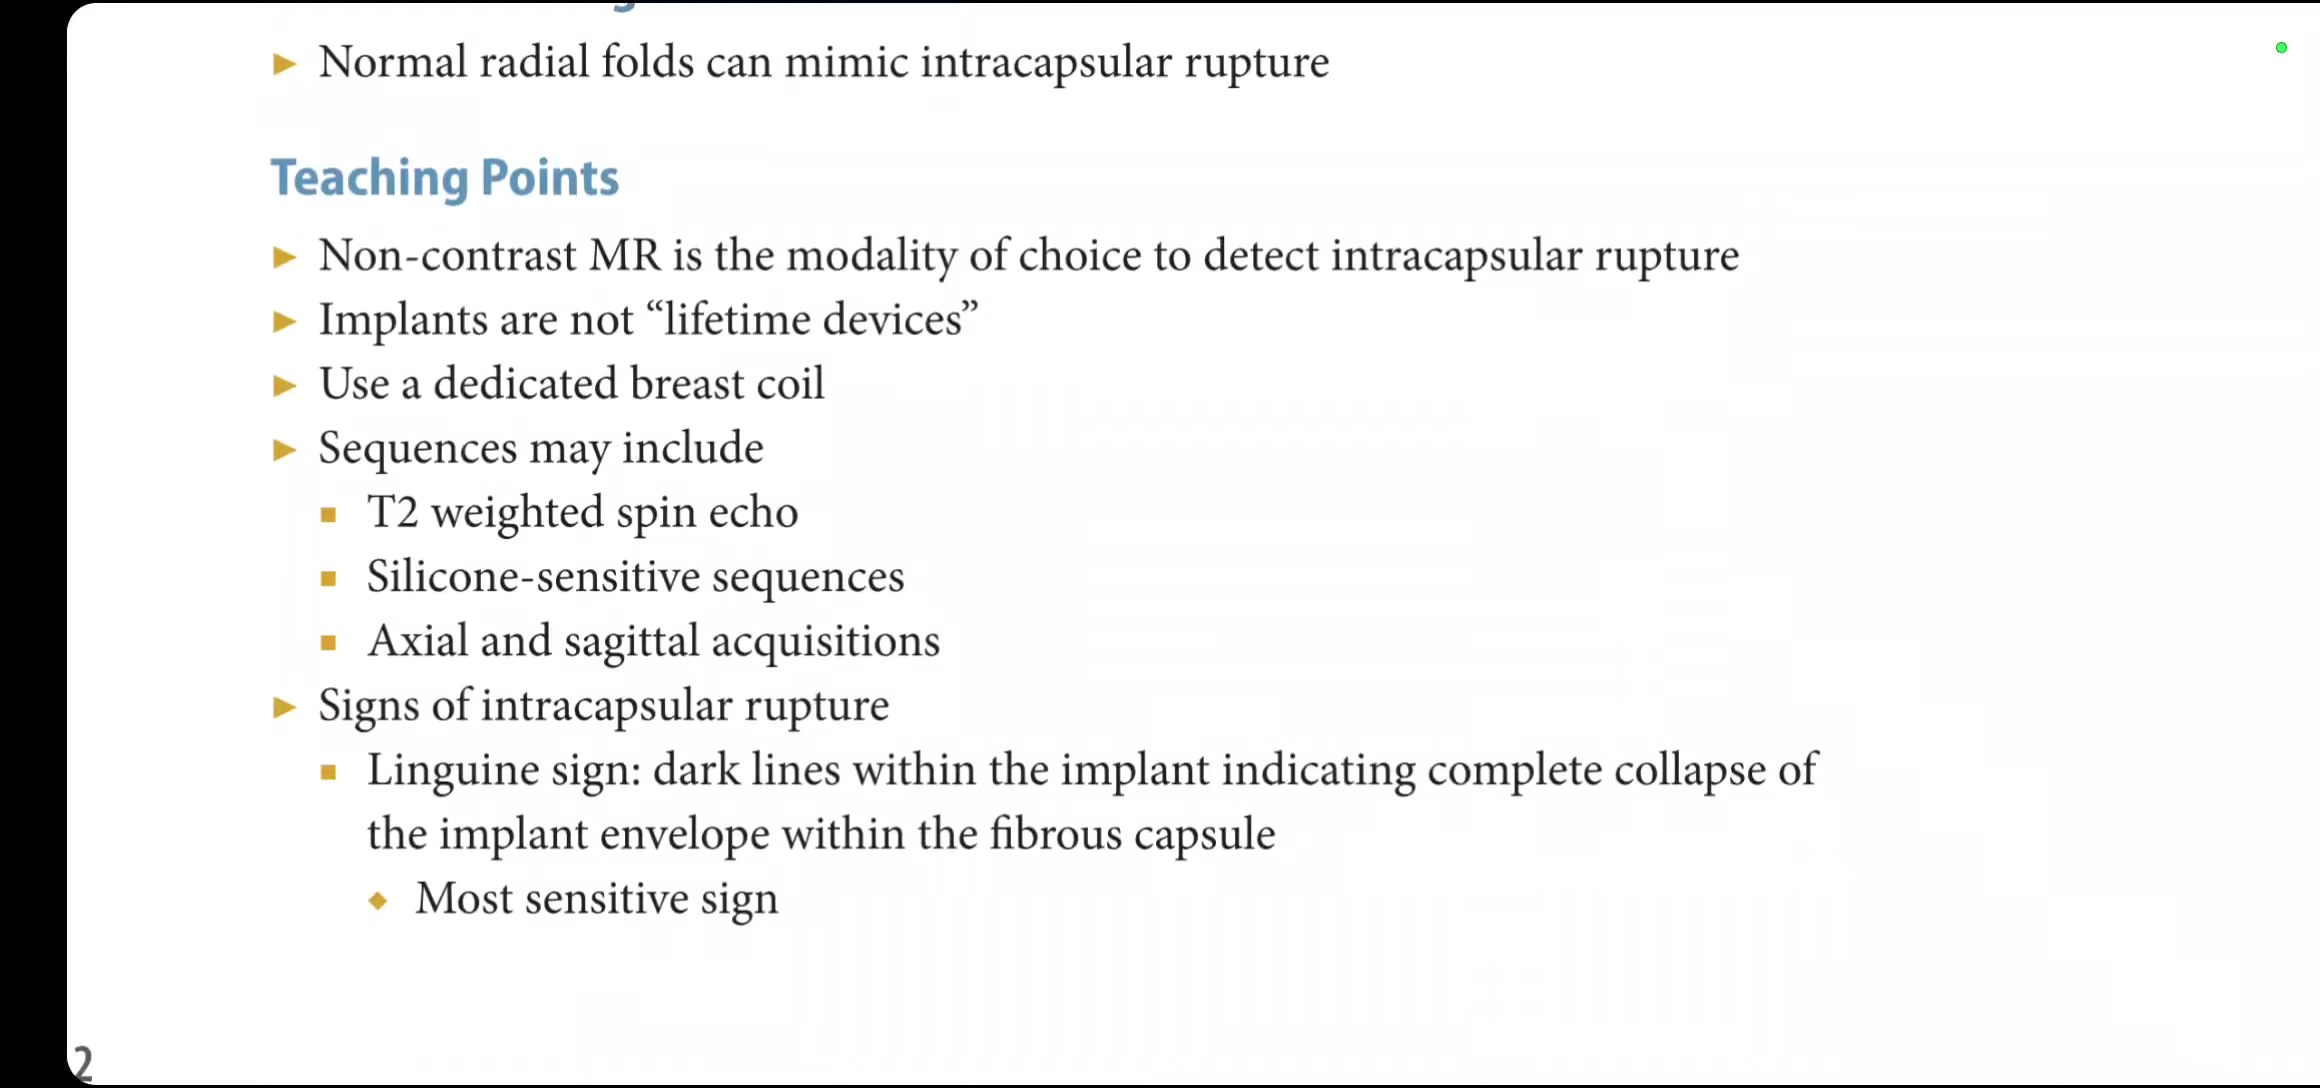 ► Normal radial folds can mimic intracapsular rupture
Teaching Points
► Non-contrast MR is the modality of choice to detect intracapsular rupture
► Implants are not “lifetime devices”
► Use a dedicated breast coil
► Sequences may include
■ T2 weighted spin echo
■ Silicone-sensitive sequences
■ Axial and sagittal acquisitions
► Signs of intracapsular rupture
■ Linguine sign: dark lines within the implant indicating complete collapse of
the implant envelope within the fibrous capsule
◆ Most sensitive sign
2